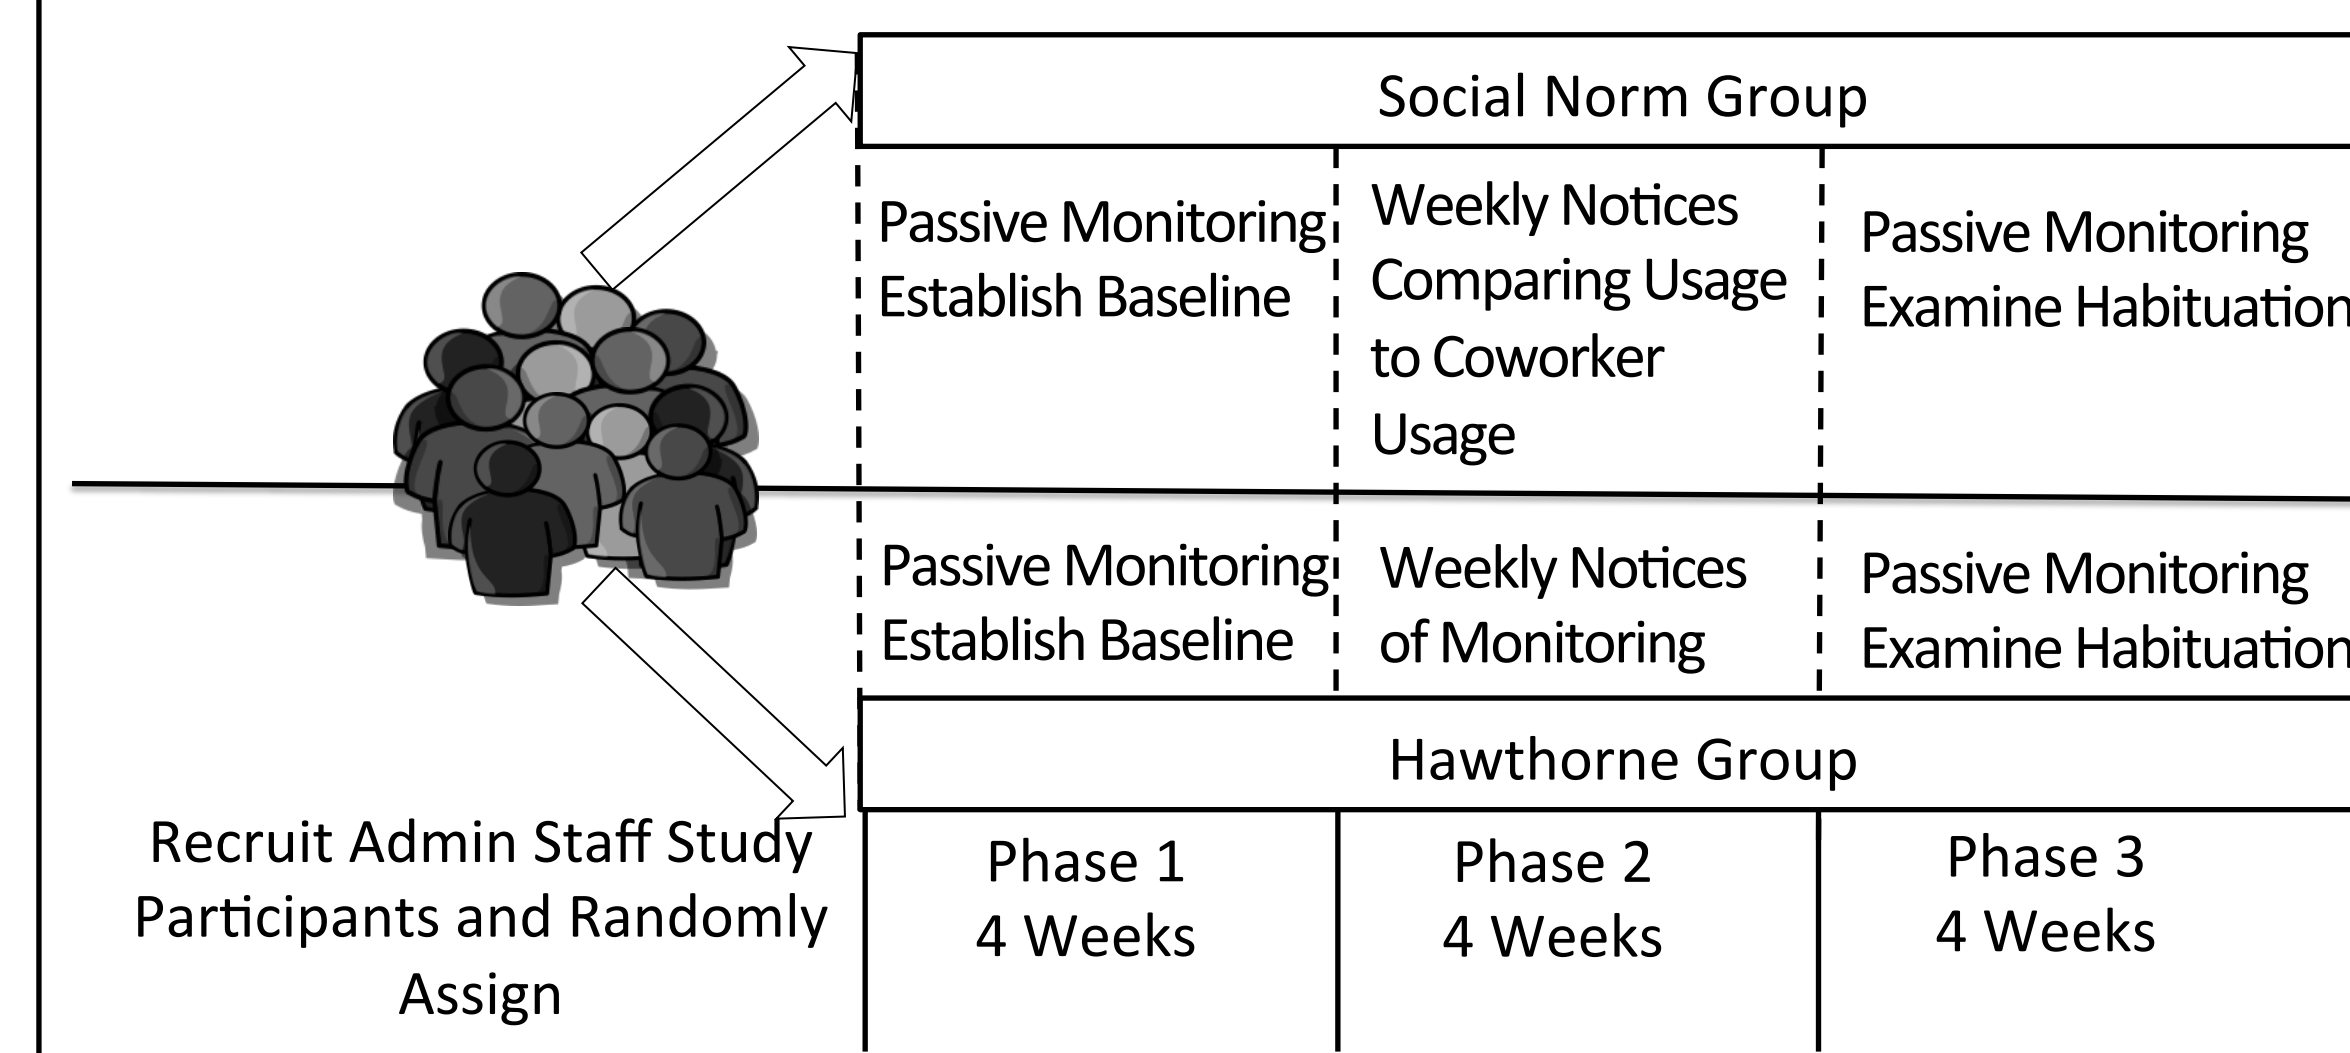 Social Norm Group
Passive Monitoring
Establish Baseline
Weekly Notices
Comparing Usage
to Coworker
Usage
Passive Monitoring
Examine Habituation
Passive Monitoring
Establish Baseline
Weekly Notices
of Monitoring
Passive Monitoring
Examine Habituation
Hawthorne Group
Recruit Admin Staff Study
Participants and Randomly
Assign
Phase 1
4 Weeks
Phase 2
4 Weeks
Phase 3
4 Weeks